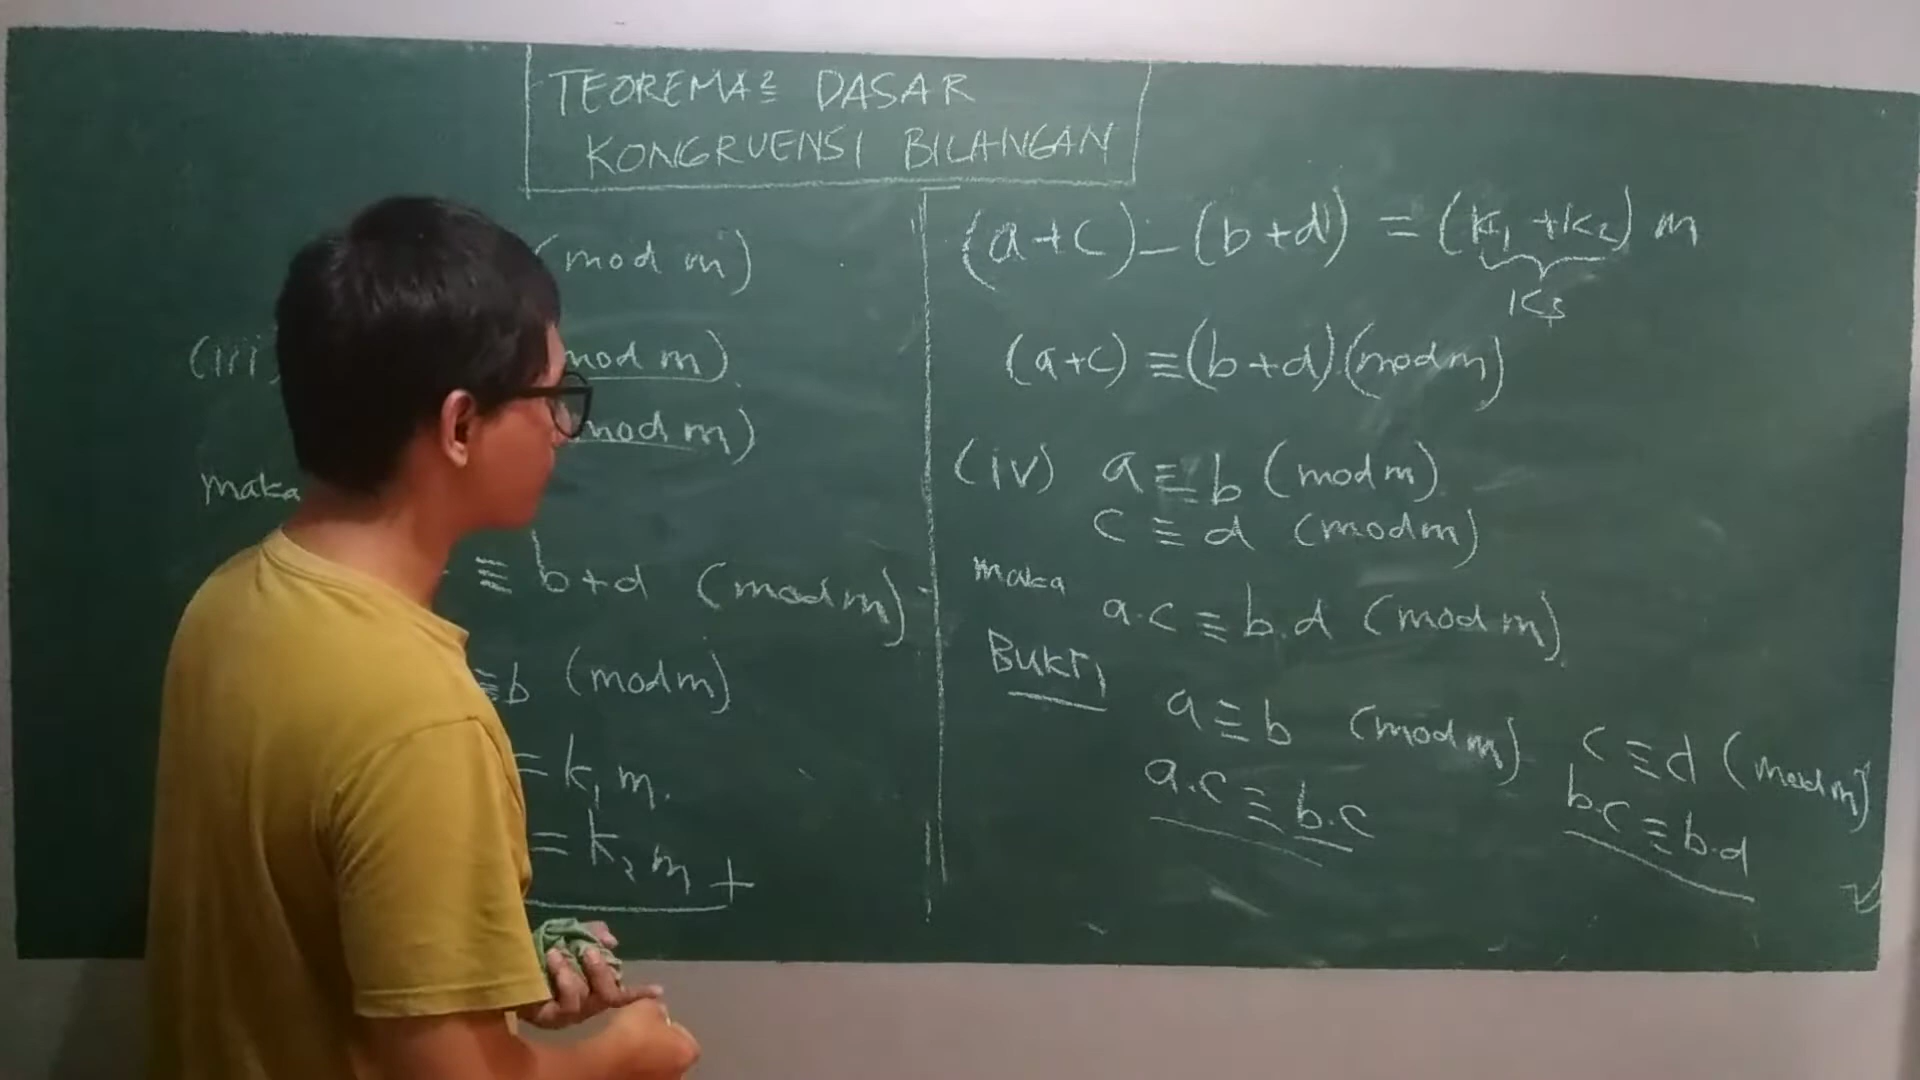 TEOREMA² DASAR
KONGRUENSI BILANGAN
(mod m)
(iii) mod m)
mod m)
maka
≡ b+d (mod m)
≡ b (mod m)
= k₁ m.
= k₂ m +
(a+c) - (b+d) = (k₁ + k₂) m
k₃
(a+c) ≡ (b+d) (mod m)
(iv) a ≡ b (mod m)
c ≡ d (mod m)
maka
a.c ≡ b.d (mod m)
Bukti,
a ≡ b (mod m) c ≡ d (mod m)
a.c ≡ b.c b.c ≡ b.d